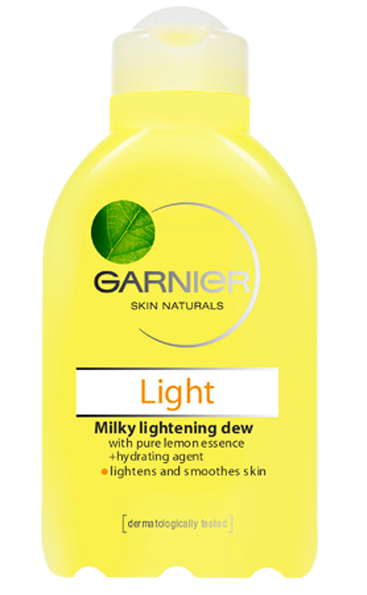 GARNIER
SKIN NATURALS
Light
Milky lightening dew
with pure lemon essence
+hydrating agent
•lightens and smoothes skin
[dermatologically tested]